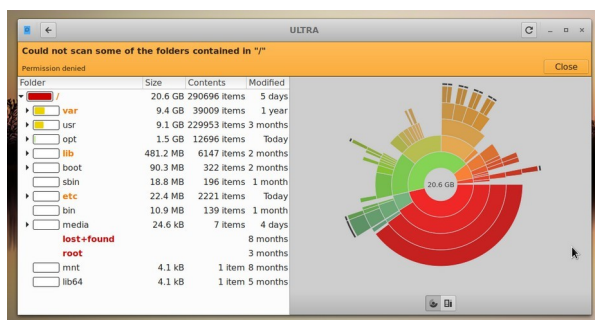 ULTRA
Could not scan some of the folders contained in "/"
Permission denied
Close
Folder Size Contents Modified
/ 20.6 GB 290696 items 5 days
var 9.4 GB 39009 items 1 year
usr 9.1 GB 229953 items 3 months
opt 1.5 GB 12696 items Today
lib 481.2 MB 6147 items 2 months
boot 90.3 MB 322 items 2 months
sbin 18.8 MB 196 items 1 month
etc 22.4 MB 2221 items Today
bin 10.9 MB 139 items 1 month
media 24.6 kB 7 items 4 days
lost+found 8 months
root 3 months
mnt 4.1 kB 1 item 8 months
lib64 4.1 kB 1 item 5 months
20.6 GB